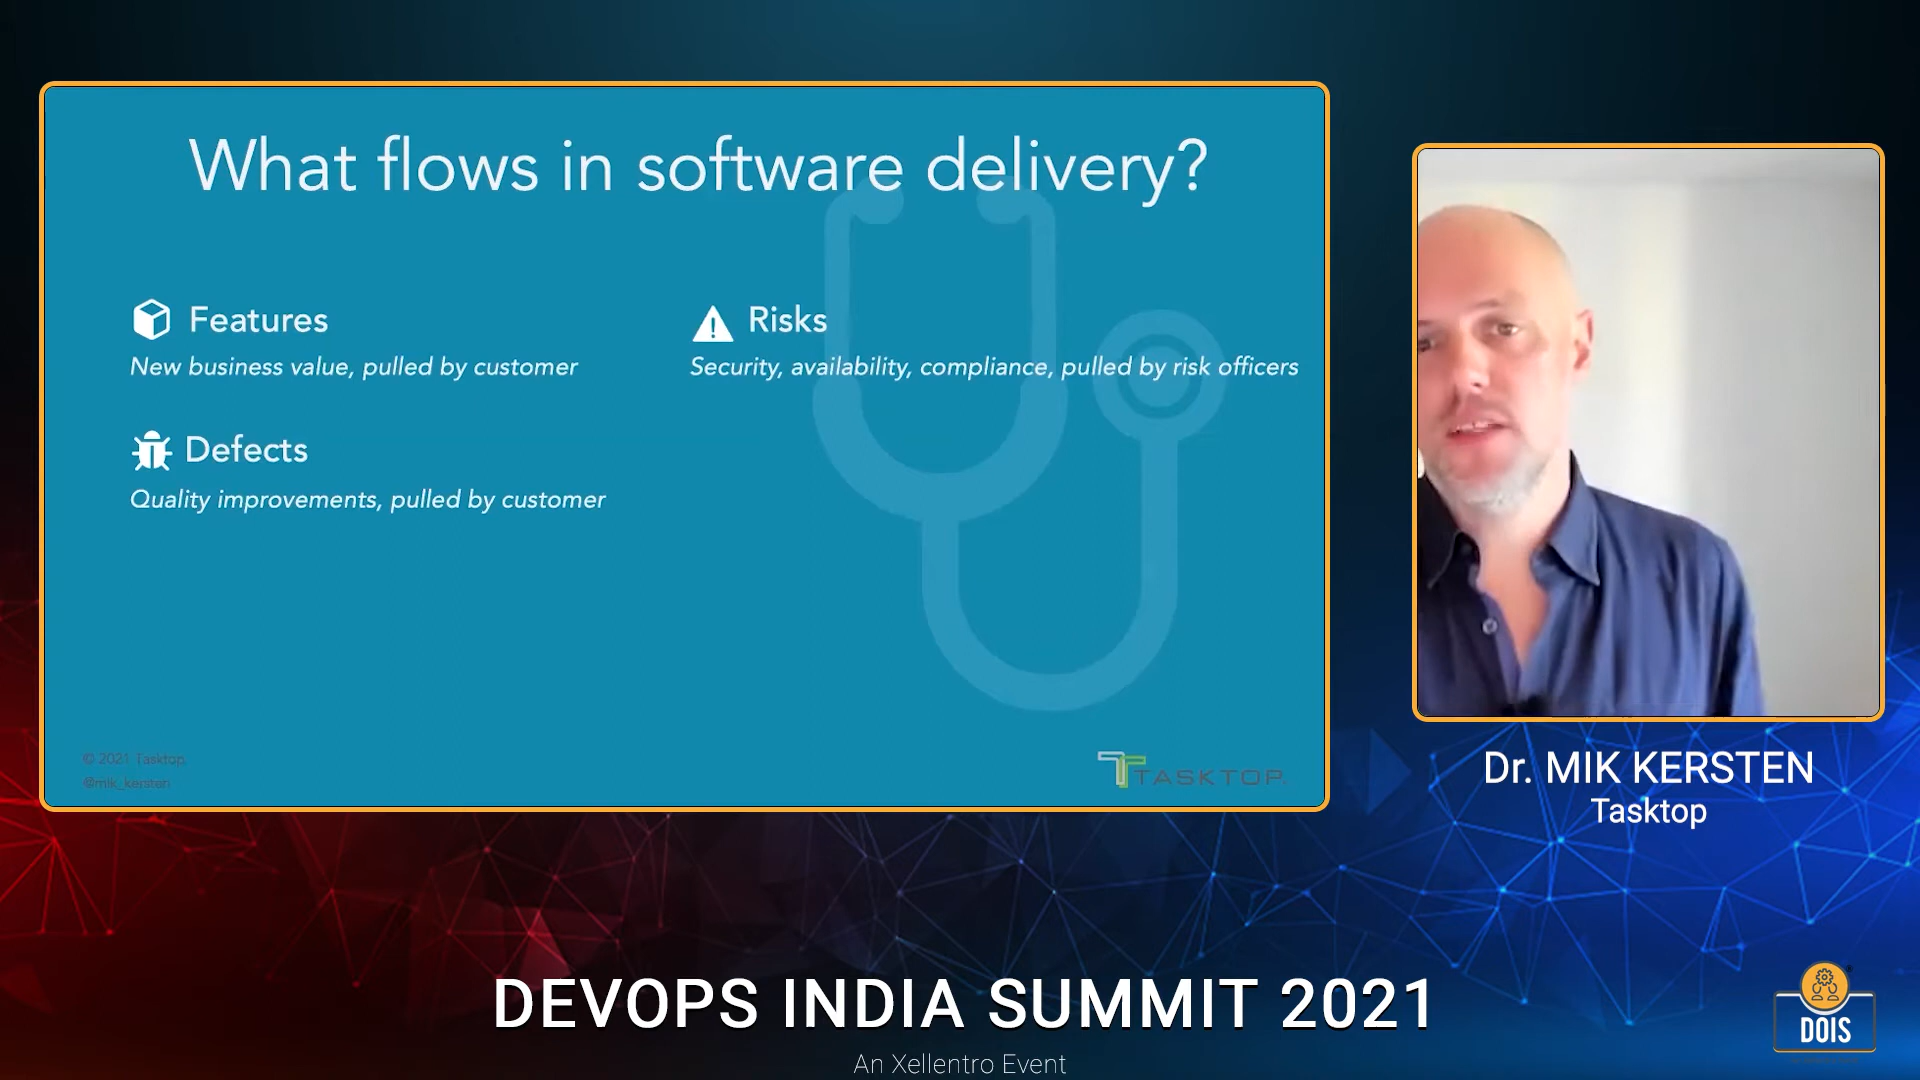 What flows in software delivery?
Features
New business value, pulled by customer
Risks
Security, availability, compliance, pulled by risk officers
Defects
Quality improvements, pulled by customer
© 2021 Tasktop.
@mik_kersten
TASKTOP
Dr. MIK KERSTEN
Tasktop
DEVOPS INDIA SUMMIT 2021
An Xellentro Event
DOIS